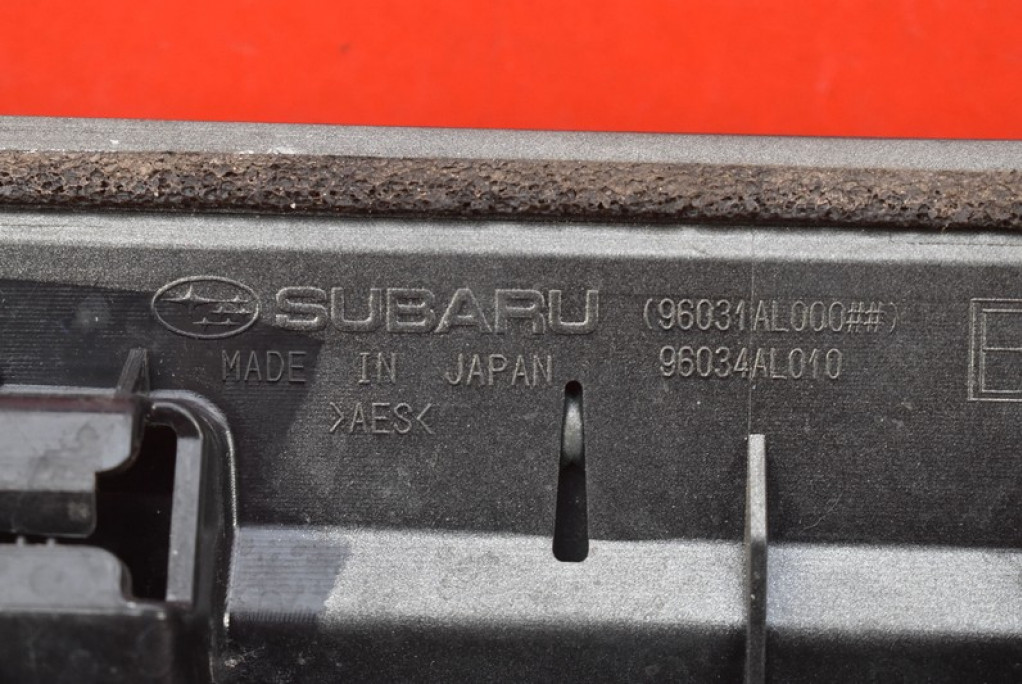 SUBARU (96031AL000##)
MADE IN JAPAN 96034AL010
>AES<